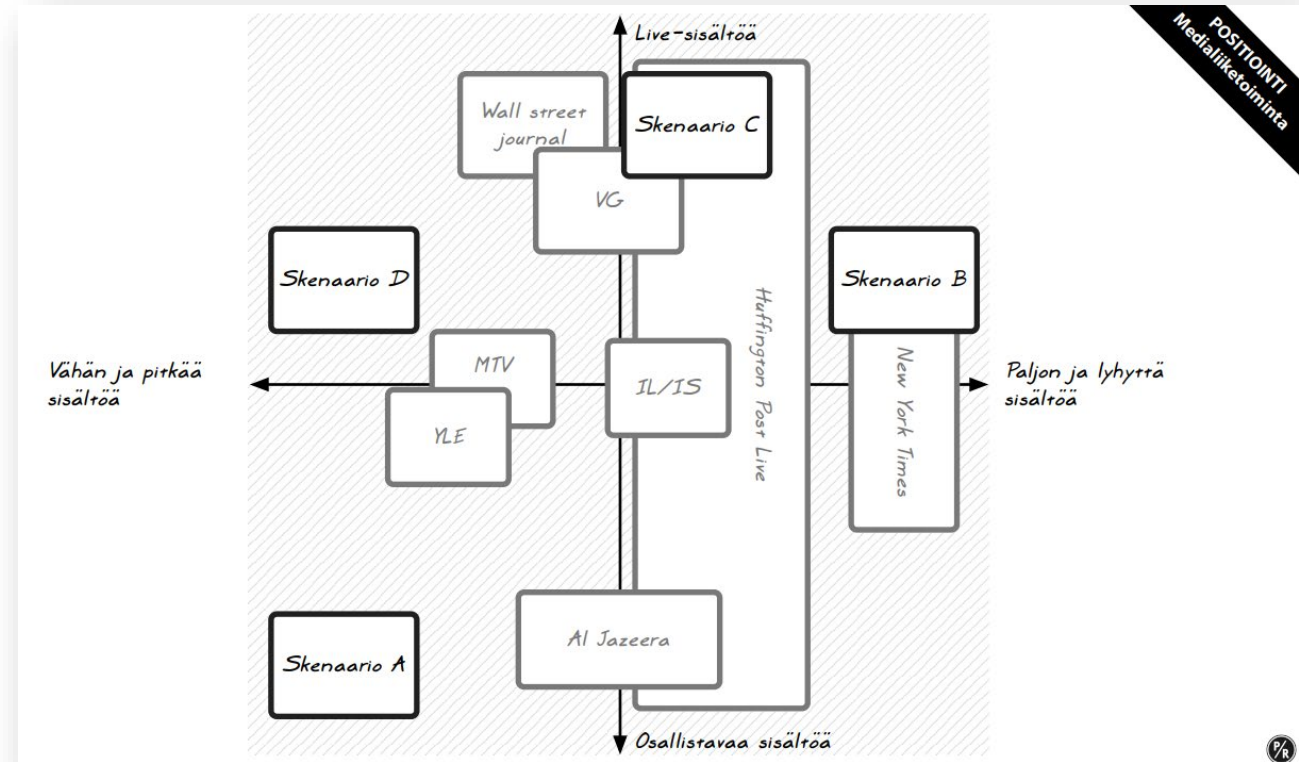 POSITIOINTI
Medialiiketoiminta
Live-sisältöä
Wall street
journal
Skenaario C
VG
Skenaario D
Skenaario B
Huffington Post Live
MTV
Vähän ja pitkää
sisältöä
IL/IS
New York Times
Paljon ja lyhyttä
sisältöä
YLE
Al Jazeera
Skenaario A
Osallistavaa sisältöä
P/R